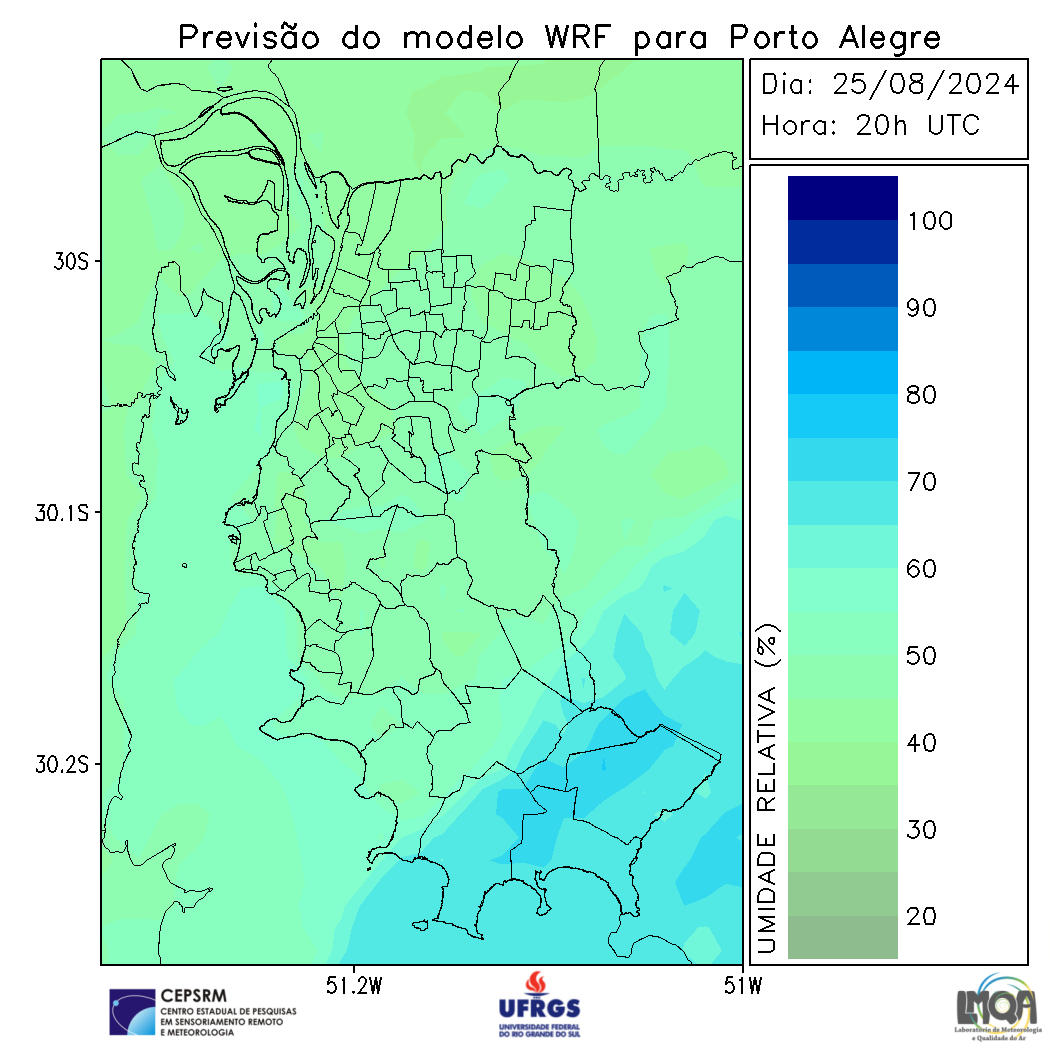 Previsão do modelo WRF para Porto Alegre
Dia: 25/08/2024
Hora: 20h UTC
100
90
80
70
60
50
40
30
20
UMIDADE RELATIVA (%)
30S
30.1S
30.2S
51.2W
51W
CEPSRM
CENTRO ESTADUAL DE PESQUISAS
EM SENSORIAMENTO REMOTO
E METEOROLOGIA
UFRGS
UNIVERSIDADE FEDERAL
DO RIO GRANDE DO SUL
LMQA
Laboratório de Meteorologia
e Qualidade do Ar